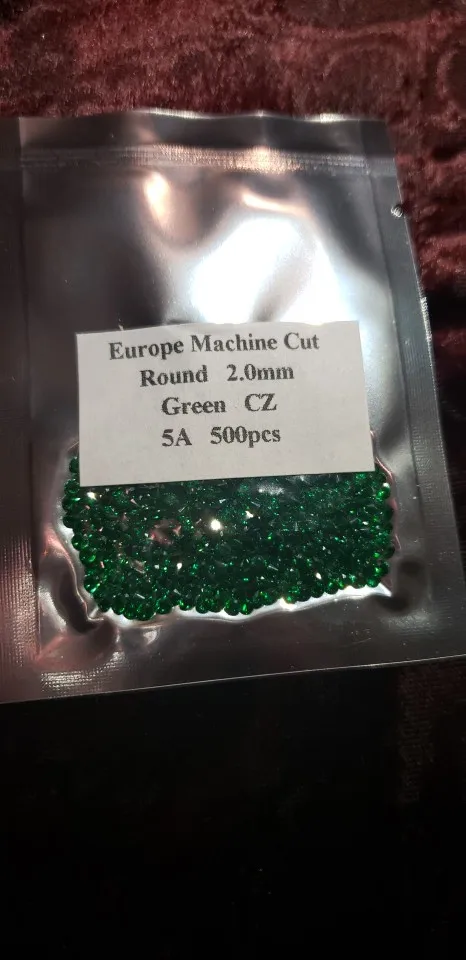 Europe Machine Cut
Round 2.0mm
Green CZ
5A 500pcs